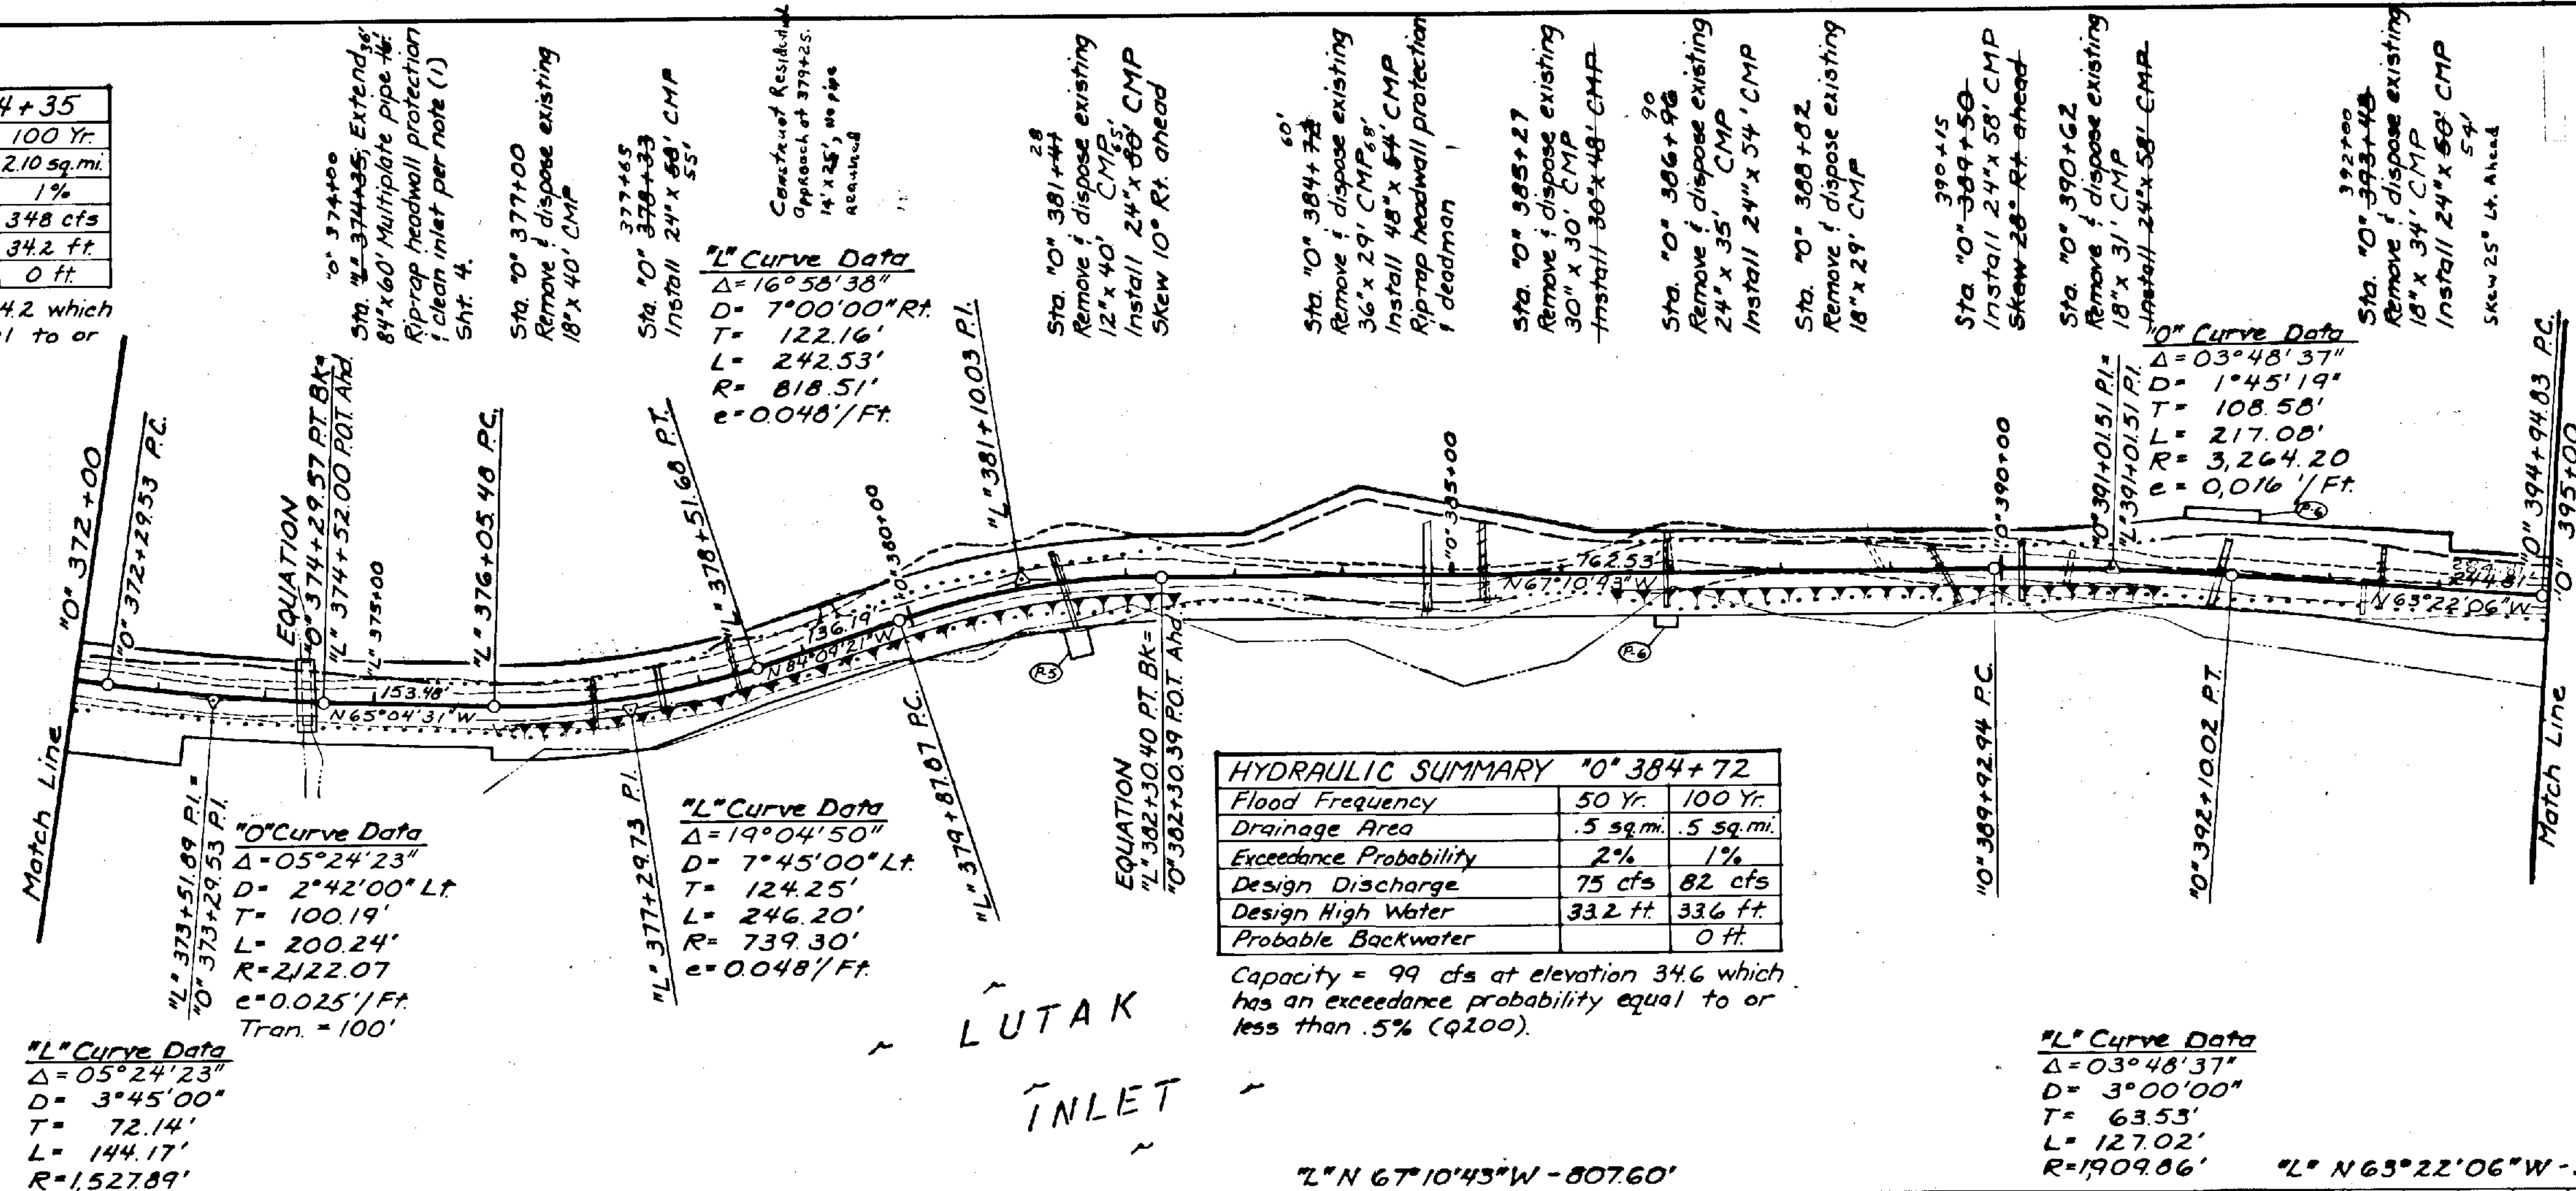 4+35
100 Yr.
2.10 sq.mi.
1%
348 cfs
34.2 ft.
0 ft.
4.2 which
to or
"O" 374+00
Sta. "L" 374+35, Extend 36'
84" x 60' Multiplate pipe 16'.
Rip-rap headwall protection
& clean inlet per note (1)
Sht. 4.
Sta. "O" 377+00
Remove & dispose existing
18" x 40' CMP
377+65
Sta. "O" 378+33
Install 24" x 68' CMP
55'
Construct Residential
approach at 379+25.
14' x 25', No pipe
Required
28
Sta. "O" 381+41
Remove & dispose existing
12" x 40' CMP
65'
Install 24" x 80' CMP
Skew 10° Rt. ahead
60'
Sta. "O" 384+72
Remove & dispose existing
36" x 29' CMP
68'
Install 48" x 64' CMP
Rip-rap headwall protection
& deadman
Sta. "O" 385+27
Remove & dispose existing
30" x 30' CMP
Install 30" x 48' CMP
90
Sta. "O" 386+96
Remove & dispose existing
24" x 35' CMP
Install 24" x 54' CMP
Sta. "O" 388+82
Remove & dispose existing
18" x 29' CMP
390+15
Sta. "O" 389+50
Install 24" x 58' CMP
Skew 28° Rt. ahead
Sta. "O" 390+62
Remove & dispose existing
18" x 31' CMP
Install 24" x 58' CMP
392+00
Sta. "O" 393+48
Remove & dispose existing
18" x 34' CMP
Install 24" x 50' CMP
54'
Skew 25° Lt. Ahead
"L" Curve Data
Δ= 16°58'38"
D= 7°00'00" Rt.
T= 122.16'
L= 242.53'
R= 818.51'
e= 0.048'/Ft.
"O" Curve Data
Δ= 03°48'37"
D= 1°45'19"
T= 108.58'
L= 217.08'
R= 3,264.20
e= 0,016'/Ft.
Match Line "O" 372+00
"O" 372+29.53 P.C.
EQUATION
"O" 374+29.57 P.T. Bk=
"L" 374+52.00 P.O.T. Ahd.
"L" 375+00
"L" 376+05.48 P.C.
"L" 378+51.68 P.T.
"O" 380+00
"L" 381+10.03 P.I.
"O" 385+00
"O" 390+00
"O" 391+01.51 P.I.=
"L" 391+01.51 P.I.
"O" 394+94.83 P.C.
Match Line "O" 395+00
153.48'
N 65°04'31" W
136.19'
N 84°09'21" W
762.53'
N 67°10'43" W
244.81'
N 63°22'06" W
P-5
P-6
P-6
"L" 373+51.89 P.I.=
"O" 373+29.53 P.I.
"L" 377+29.73 P.I.
"L" 379+87.87 P.C.
EQUATION
"L" 382+30.40 P.T. Bk=
"O" 382+30.39 P.O.T. Ahd
"O" 389+92.94 P.C.
"O" 392+10.02 P.T.
"O" Curve Data
Δ= 05°24'23"
D= 2°42'00" Lt.
T= 100.19'
L= 200.24'
R= 2,122.07
e= 0.025'/Ft.
Tran. = 100'
"L" Curve Data
Δ= 19°04'50"
D= 7°45'00" Lt.
T= 124.25'
L= 246.20'
R= 739.30'
e= 0.048'/Ft.
HYDRAULIC SUMMARY "O" 384+72
Flood Frequency 50 Yr. 100 Yr.
Drainage Area .5 sq.mi. .5 sq.mi.
Exceedance Probability 2% 1%
Design Discharge 75 cfs 82 cfs
Design High Water 33.2 ft. 33.6 ft.
Probable Backwater 0 ft.
Capacity = 99 cfs at elevation 34.6 which
has an exceedance probability equal to or
less than .5% (Q200).
LUTAK
INLET
"L" Curve Data
Δ= 05°24'23"
D= 3°45'00"
T= 72.14'
L= 144.17'
R= 1,527.89'
"L" Curve Data
Δ= 03°48'37"
D= 3°00'00"
T= 63.53'
L= 127.02'
R= 1,909.86'
"L" N 67°10'43" W - 807.60'
"L" N 63°22'06" W -